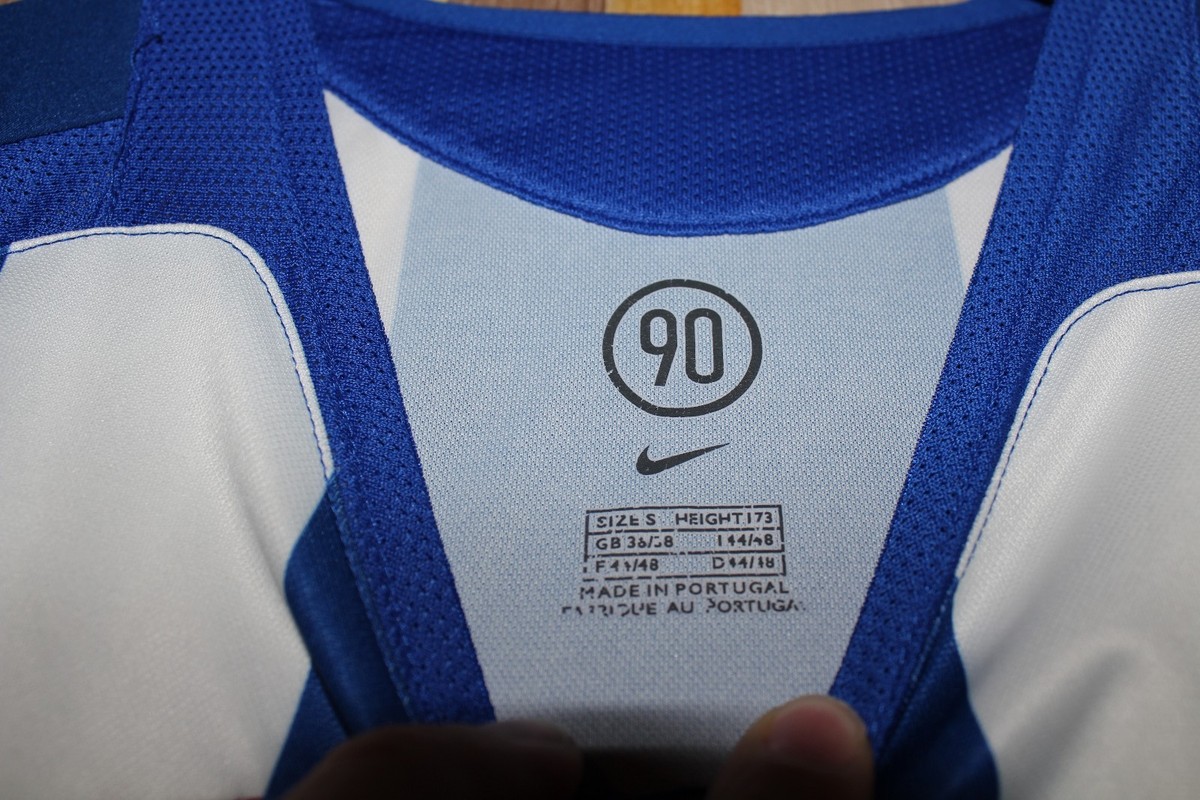 90
SIZE S HEIGHT 173
GB 36/38 I 44/48
F 44/48 D 44/48
MADE IN PORTUGAL
FABRIQUE AU PORTUGAL